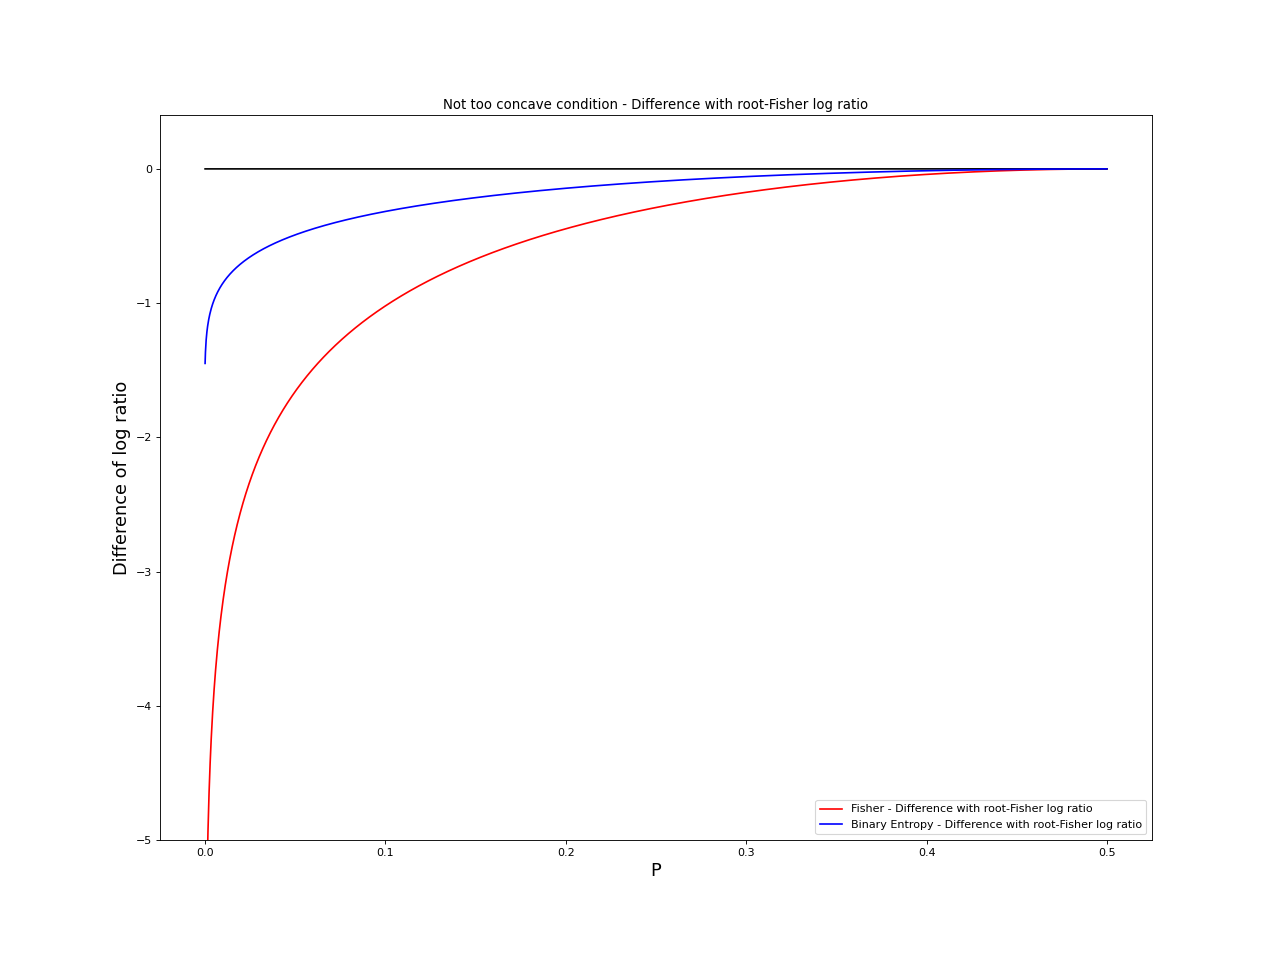 Not too concave condition - Difference with root-Fisher log ratio
Difference of log ratio
0
−1
−2
−3
−4
−5
0.0
0.1
0.2
0.3
0.4
0.5
P
Fisher - Difference with root-Fisher log ratio
Binary Entropy - Difference with root-Fisher log ratio